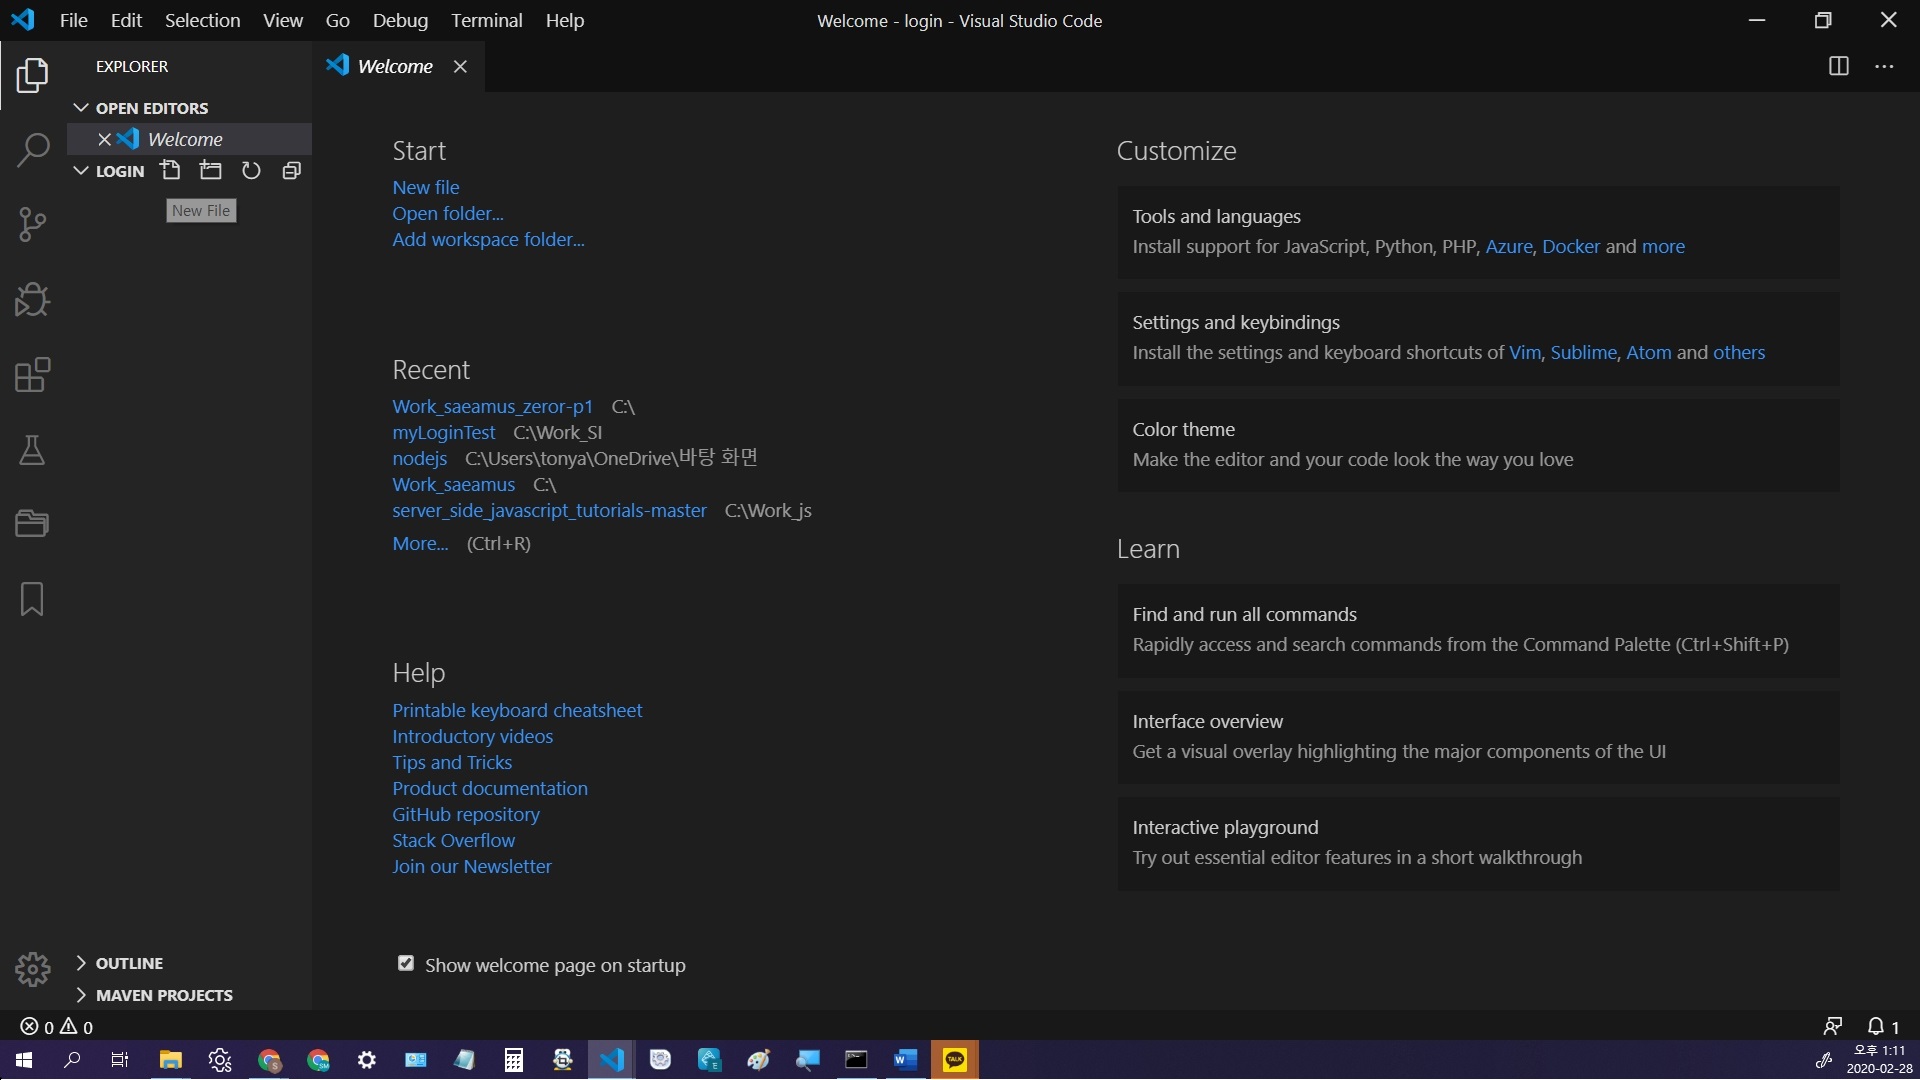 File Edit Selection View Go Debug Terminal Help
Welcome - login - Visual Studio Code
EXPLORER
OPEN EDITORS
Welcome
LOGIN
New File
Welcome
Start
New file
Open folder...
Add workspace folder...
Recent
Work_saeamus_zeror-p1 C:\
myLoginTest C:\Work_SI
nodejs C:\Users\tonya\OneDrive\바탕 화면
Work_saeamus C:\
server_side_javascript_tutorials-master C:\Work_js
More... (Ctrl+R)
Help
Printable keyboard cheatsheet
Introductory videos
Tips and Tricks
Product documentation
GitHub repository
Stack Overflow
Join our Newsletter
Show welcome page on startup
Customize
Tools and languages
Install support for JavaScript, Python, PHP, Azure, Docker and more
Settings and keybindings
Install the settings and keyboard shortcuts of Vim, Sublime, Atom and others
Color theme
Make the editor and your code look the way you love
Learn
Find and run all commands
Rapidly access and search commands from the Command Palette (Ctrl+Shift+P)
Interface overview
Get a visual overlay highlighting the major components of the UI
Interactive playground
Try out essential editor features in a short walkthrough
OUTLINE
MAVEN PROJECTS
0 0
1
TALK
오후 1:11
2020-02-28